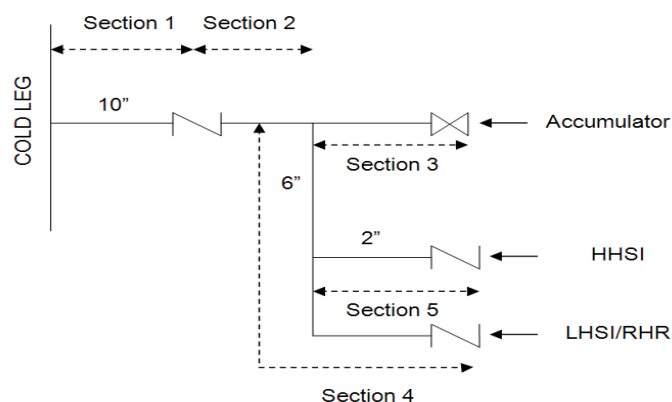 Section 1
Section 2
COLD LEG
10”
Accumulator
Section 3
6”
2”
HHSI
Section 5
LHSI/RHR
Section 4